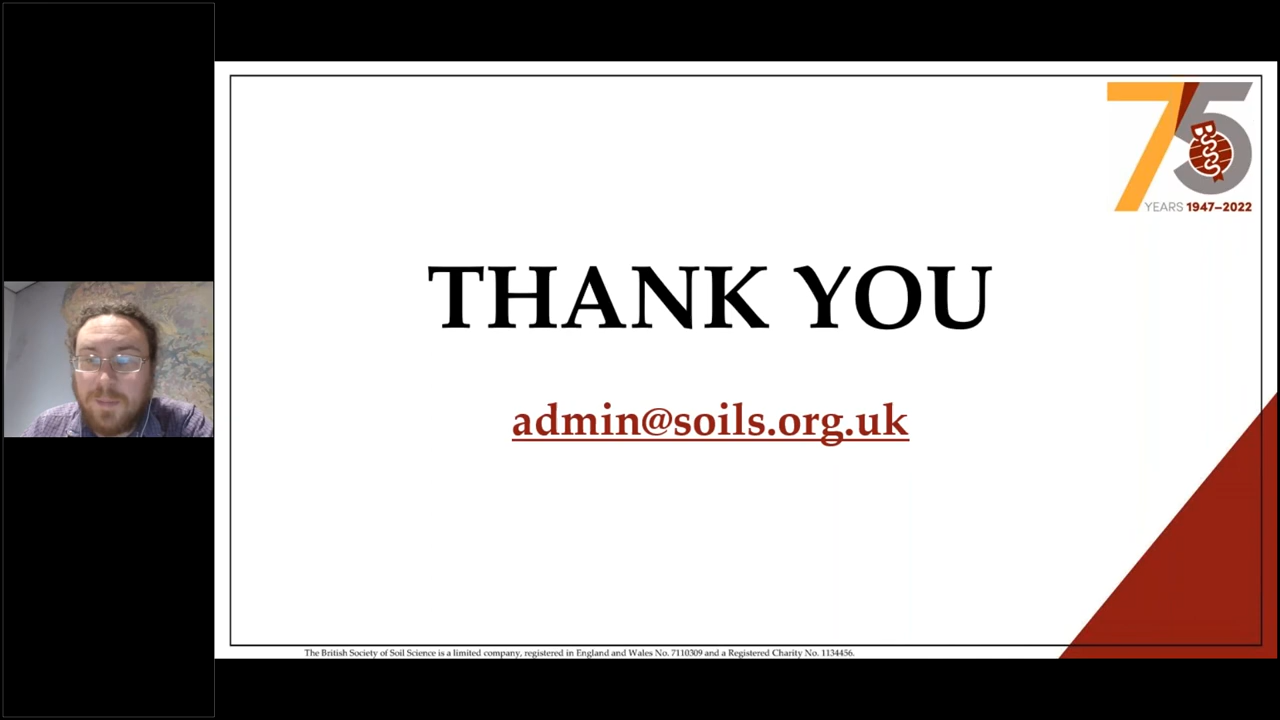 75
BSSS
YEARS 1947–2022
THANK YOU
admin@soils.org.uk
The British Society of Soil Science is a limited company, registered in England and Wales No. 7110309 and a Registered Charity No. 1134456.